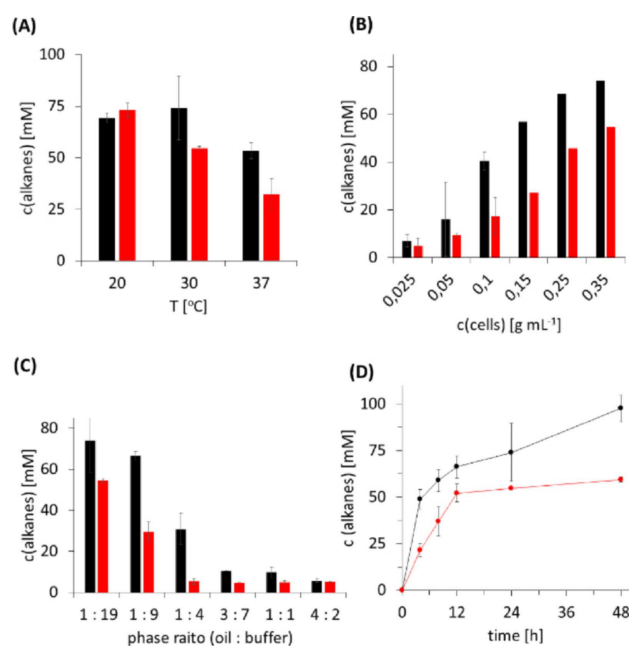 (A)
c(alkanes) [mM]
100
75
50
25
0
20 30 37
T [°C]
(B)
c(alkanes) [mM]
80
60
40
20
0
0,025 0,05 0,1 0,15 0,25 0,35
c(cells) [g mL⁻¹]
(C)
c(alkanes) [mM]
80
60
40
20
0
1 : 19 1 : 9 1 : 4 3 : 7 1 : 1 4 : 2
phase raito (oil : buffer)
(D)
c (alkanes) [mM]
100
75
50
25
0
0 12 24 36 48
time [h]